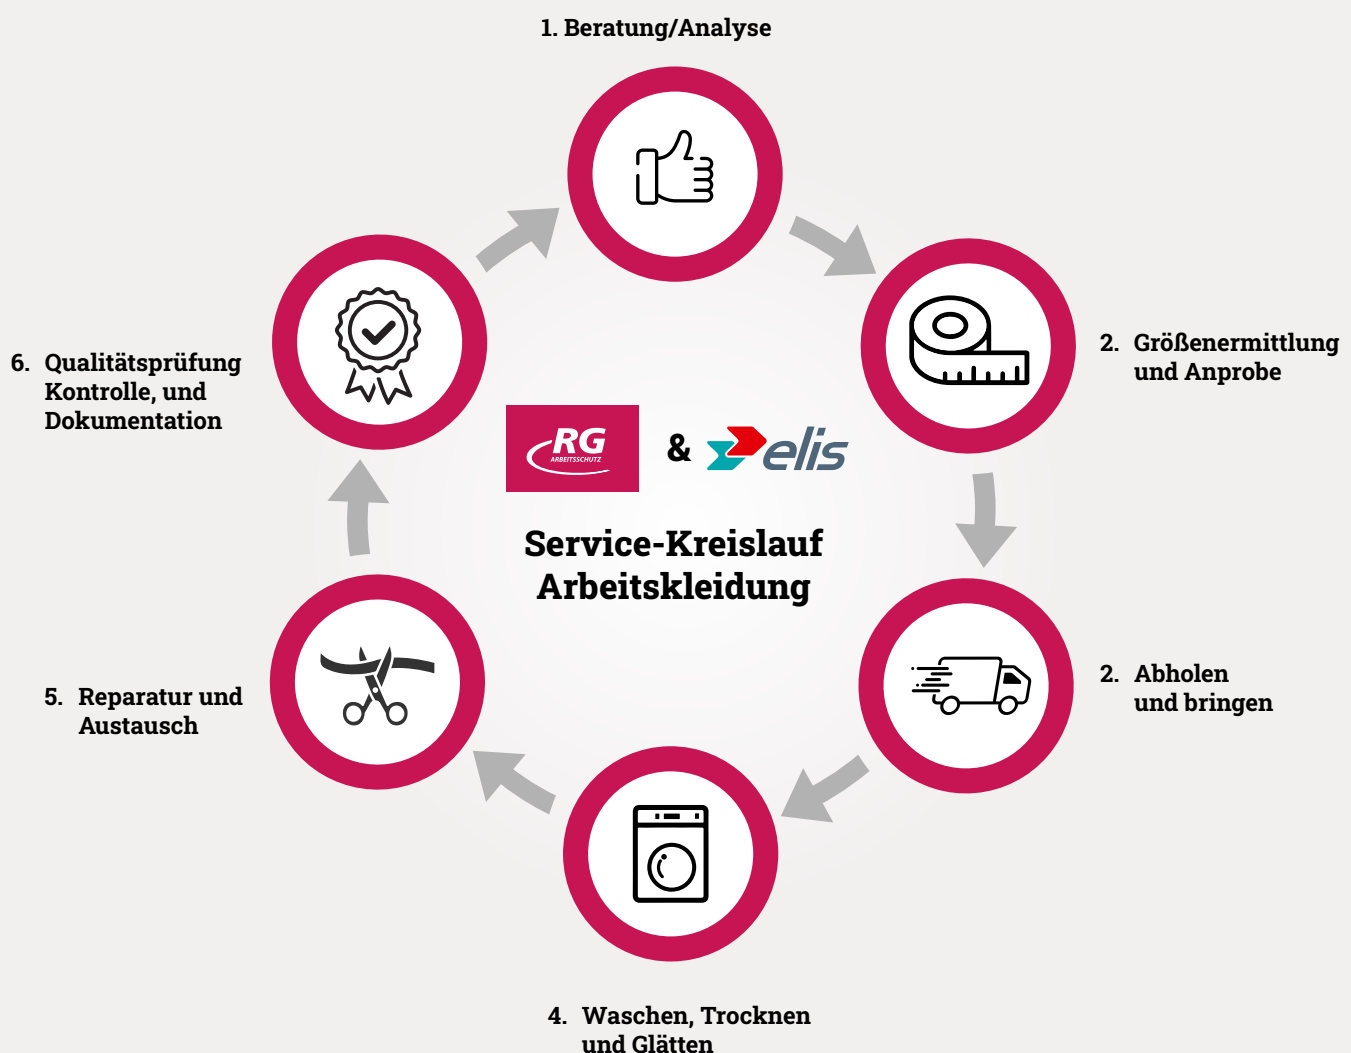 1. Beratung/Analyse
2. Größenermittlung
und Anprobe
2. Abholen
und bringen
4. Waschen, Trocknen
und Glätten
5. Reparatur und
Austausch
6. Qualitätsprüfung
Kontrolle, und
Dokumentation
RG
ARBEITSSCHUTZ
& elis
Service-Kreislauf
Arbeitskleidung